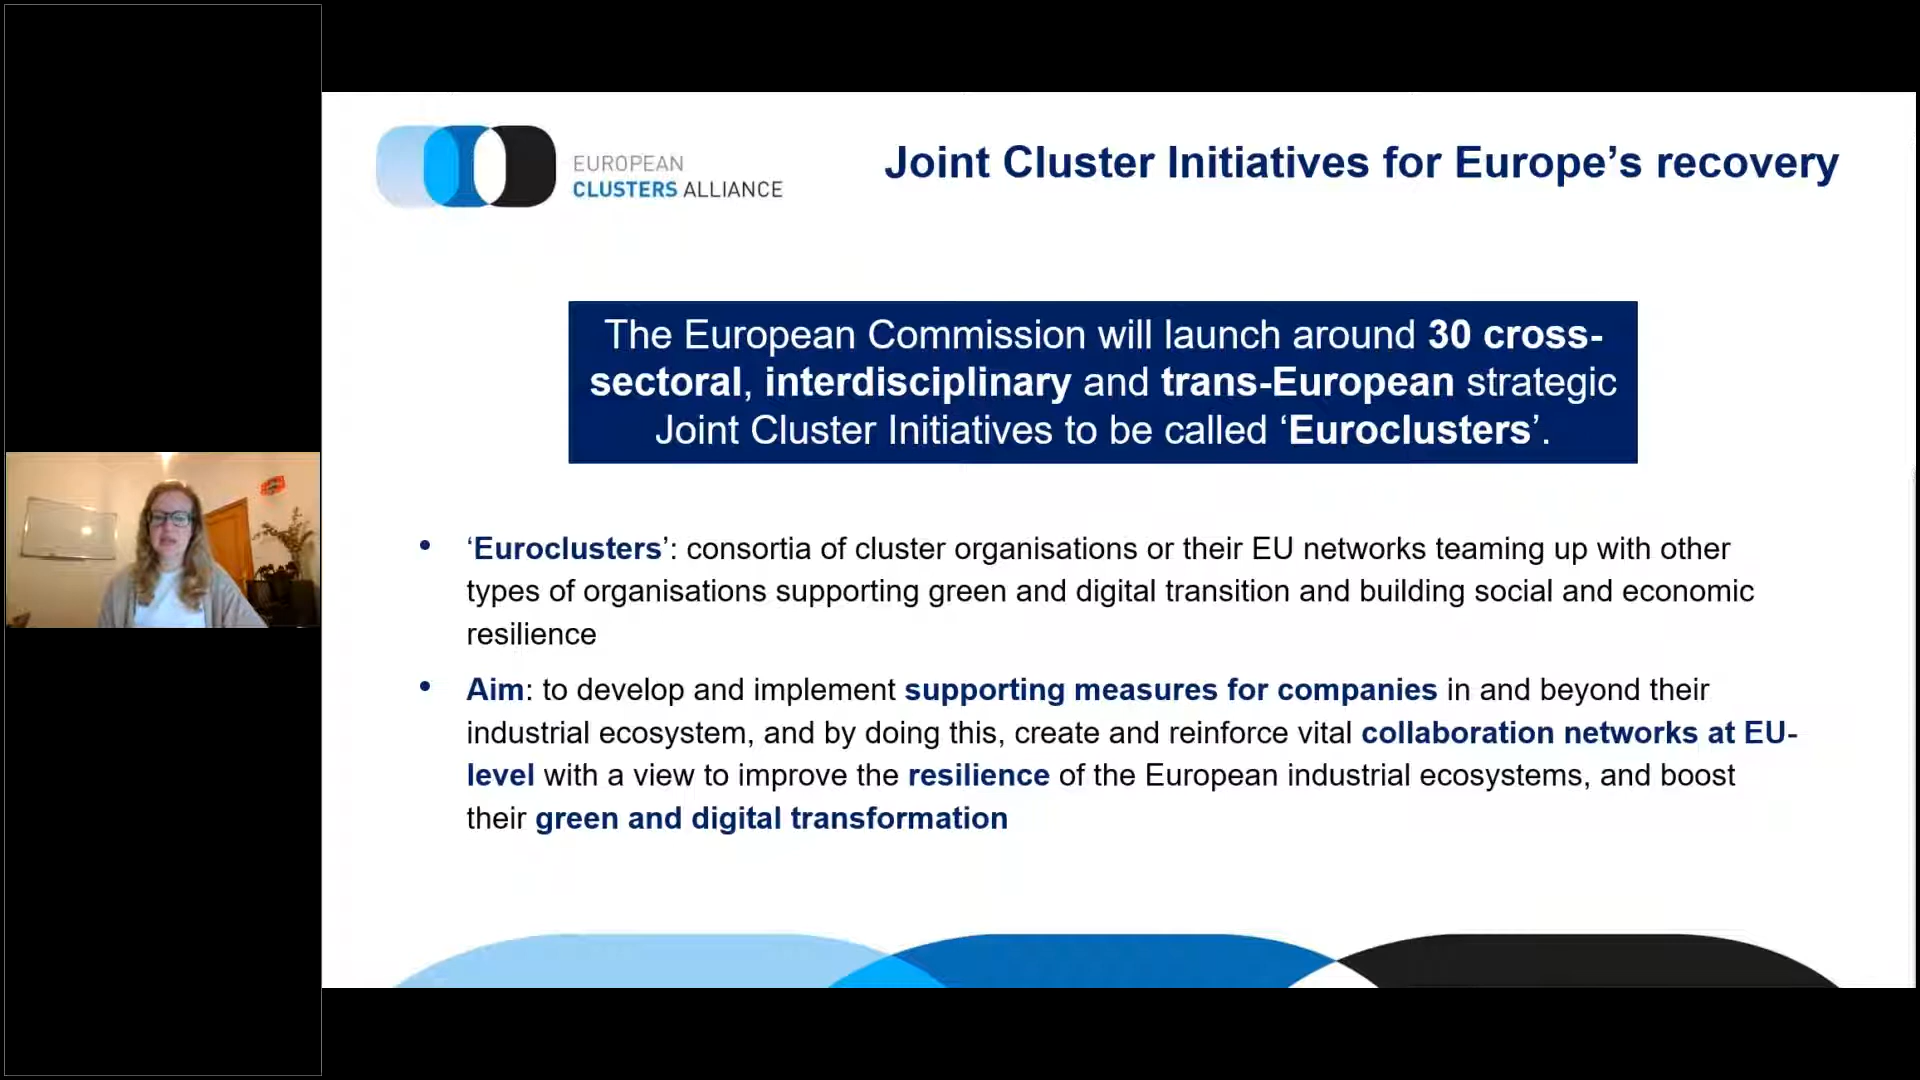 EUROPEAN
CLUSTERS ALLIANCE
Joint Cluster Initiatives for Europe’s recovery
The European Commission will launch around 30 cross-
sectoral, interdisciplinary and trans-European strategic
Joint Cluster Initiatives to be called ‘Euroclusters’.
• ‘Euroclusters’: consortia of cluster organisations or their EU networks teaming up with other
types of organisations supporting green and digital transition and building social and economic
resilience
• Aim: to develop and implement supporting measures for companies in and beyond their
industrial ecosystem, and by doing this, create and reinforce vital collaboration networks at EU-
level with a view to improve the resilience of the European industrial ecosystems, and boost
their green and digital transformation